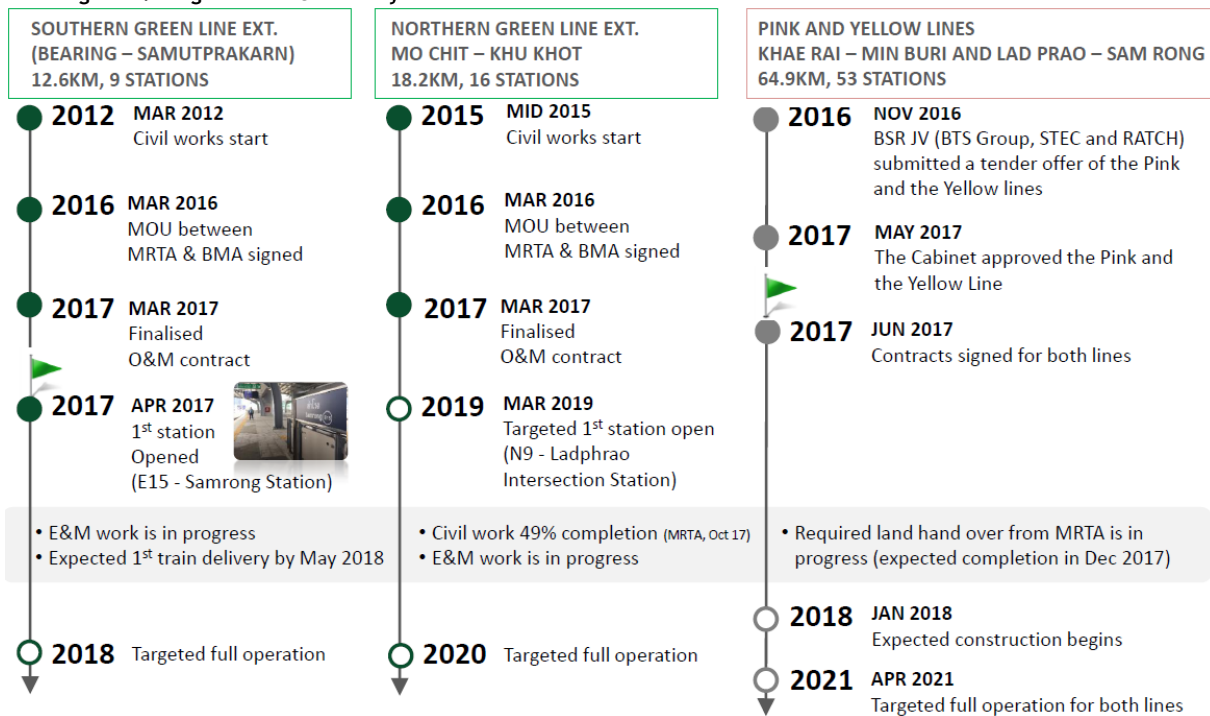 SOUTHERN GREEN LINE EXT.
(BEARING – SAMUTPRAKARN)
12.6KM, 9 STATIONS
2012 MAR 2012
Civil works start
2016 MAR 2016
MOU between
MRTA & BMA signed
2017 MAR 2017
Finalised
O&M contract
2017 APR 2017
1st station
Opened
(E15 - Samrong Station)
• E&M work is in progress
• Expected 1st train delivery by May 2018
2018 Targeted full operation
NORTHERN GREEN LINE EXT.
MO CHIT – KHU KHOT
18.2KM, 16 STATIONS
2015 MID 2015
Civil works start
2016 MAR 2016
MOU between
MRTA & BMA signed
2017 MAR 2017
Finalised
O&M contract
2019 MAR 2019
Targeted 1st station open
(N9 - Ladphrao
Intersection Station)
• Civil work 49% completion (MRTA, Oct 17)
• E&M work is in progress
2020 Targeted full operation
PINK AND YELLOW LINES
KHAE RAI – MIN BURI AND LAD PRAO – SAM RONG
64.9KM, 53 STATIONS
2016 NOV 2016
BSR JV (BTS Group, STEC and RATCH)
submitted a tender offer of the Pink
and the Yellow lines
2017 MAY 2017
The Cabinet approved the Pink and
the Yellow Line
2017 JUN 2017
Contracts signed for both lines
• Required land hand over from MRTA is in
progress (expected completion in Dec 2017)
2018 JAN 2018
Expected construction begins
2021 APR 2021
Targeted full operation for both lines